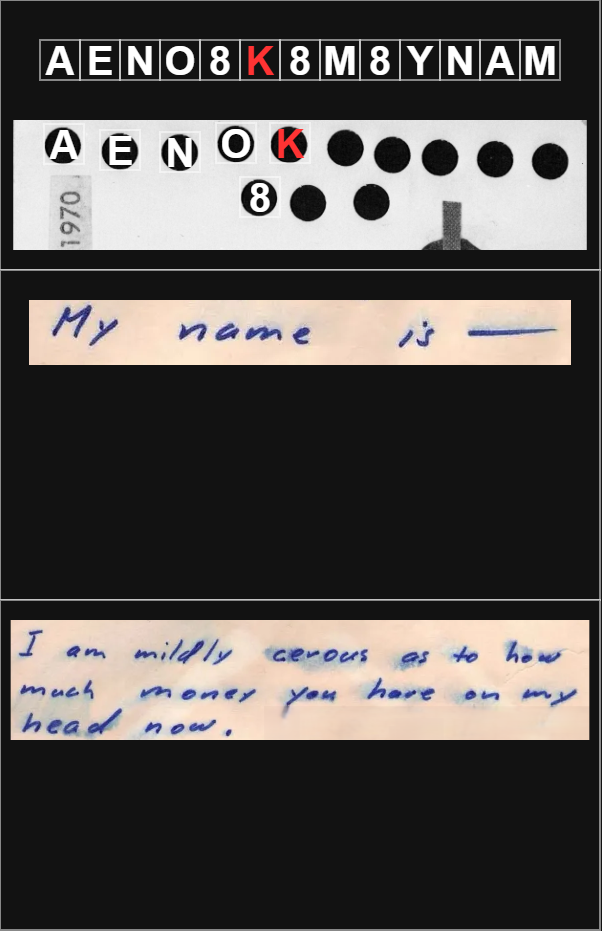 AENO8K8M8YNAM
A E N O K
8
1970
My name is —
I am mildly cerous as to how
much money you have on my
head now.